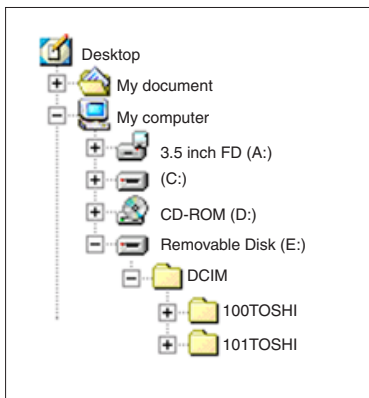 Desktop
My document
My computer
3.5 inch FD (A:)
(C:)
CD-ROM (D:)
Removable Disk (E:)
DCIM
100TOSHI
101TOSHI